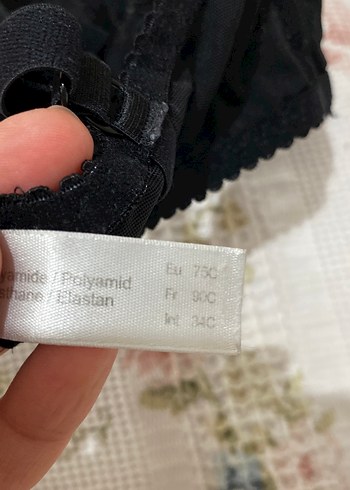 yamide / Polyamid
thane / Elastan
Eu 75C
Fr 90C
Int 34C